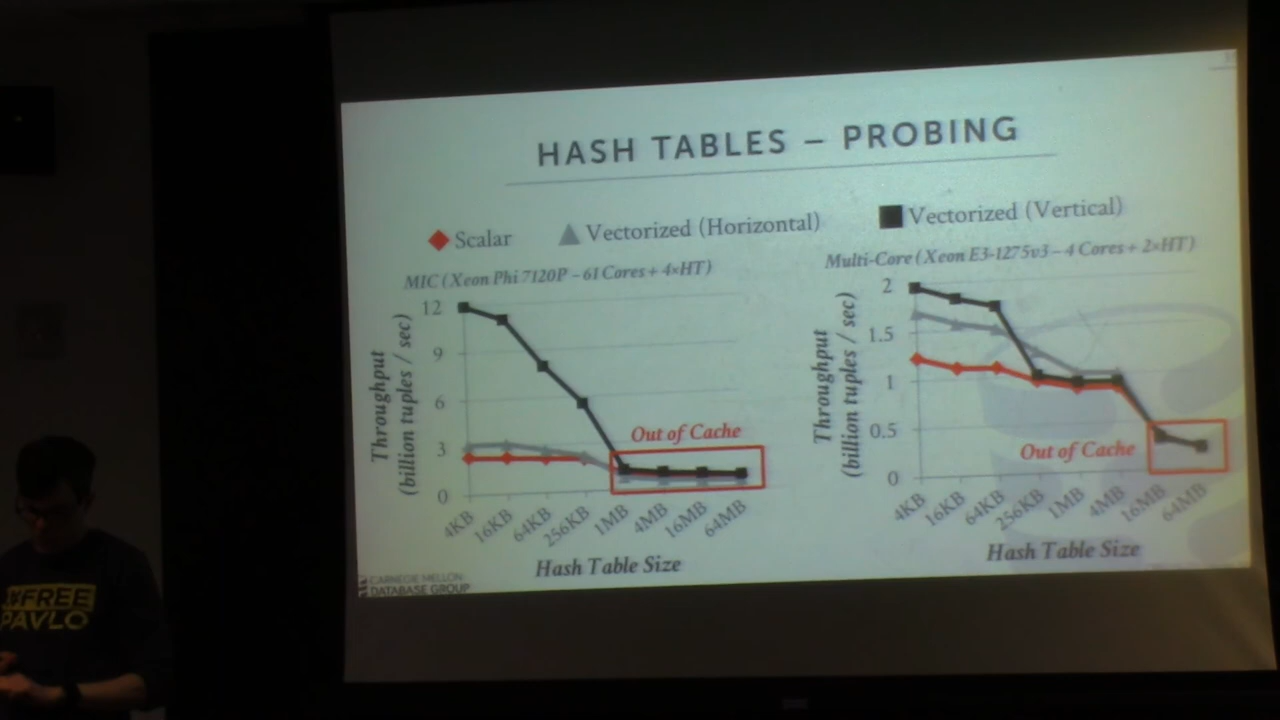 HASH TABLES – PROBING
Scalar
Vectorized (Horizontal)
Vectorized (Vertical)
MIC (Xeon Phi 7120P – 61 Cores + 4×HT)
Throughput
(billion tuples / sec)
12
9
6
3
0
Out of Cache
4KB
16KB
64KB
256KB
1MB
4MB
16MB
64MB
Hash Table Size
Multi-Core (Xeon E3-1275v3 – 4 Cores + 2×HT)
Throughput
(billion tuples / sec)
2
1.5
1
0.5
0
Out of Cache
4KB
16KB
64KB
256KB
1MB
4MB
16MB
64MB
Hash Table Size
CARNEGIE MELLON
DATABASE GROUP
#FREE
PAVLO